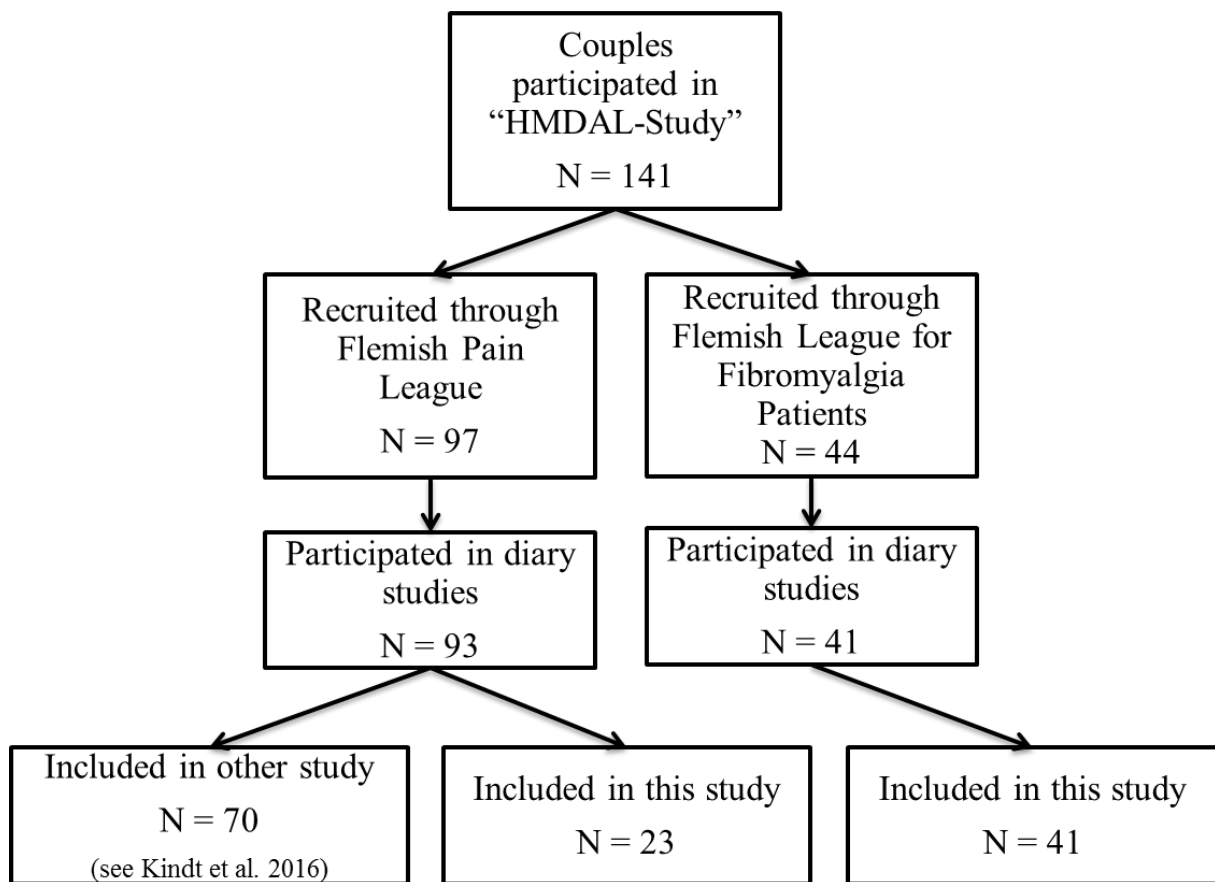 Couples
participated in
“HMDAL-Study”
N = 141
Recruited through
Flemish Pain
League
N = 97
Recruited through
Flemish League for
Fibromyalgia
Patients
N = 44
Participated in diary
studies
N = 93
Participated in diary
studies
N = 41
Included in other study
N = 70
(see Kindt et al. 2016)
Included in this study
N = 23
Included in this study
N = 41